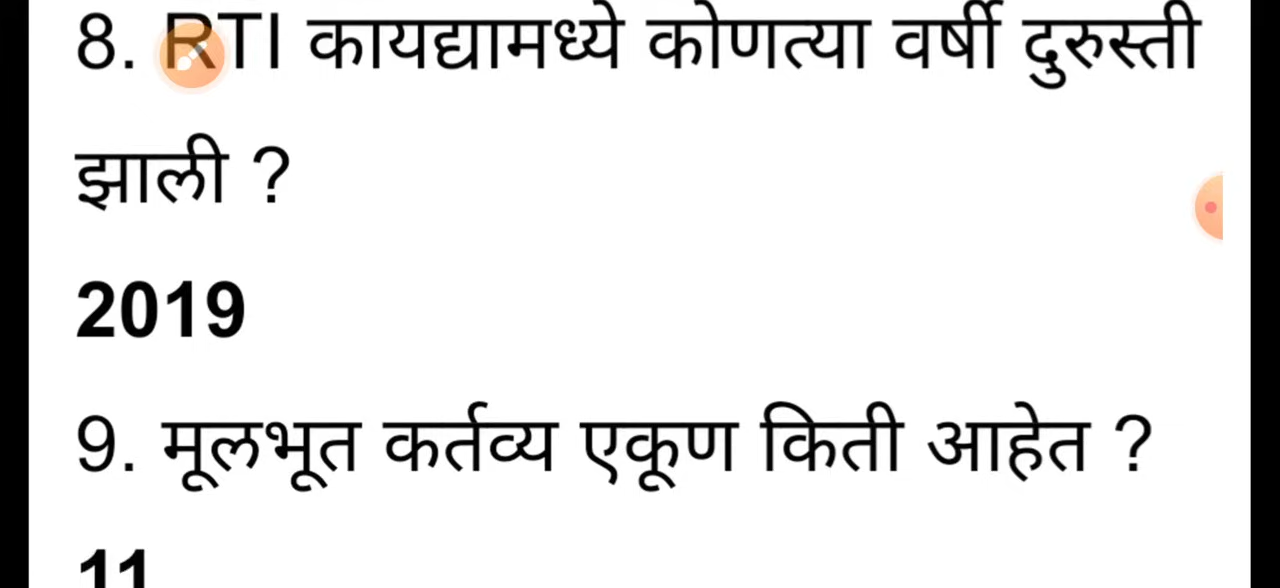 8. RTI कायद्यामध्ये कोणत्या वर्षी दुरुस्ती
झाली ?
2019
9. मूलभूत कर्तव्य एकूण किती आहेत ?
11